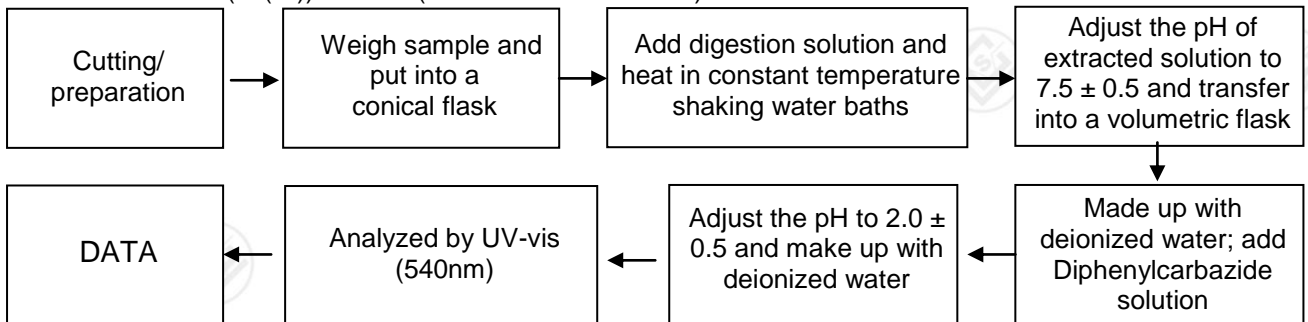 Cutting/
preparation
Weigh sample and
put into a
conical flask
Add digestion solution and
heat in constant temperature
shaking water baths
Adjust the pH of
extracted solution to
7.5 ± 0.5 and transfer
into a volumetric flask
Made up with
deionized water; add
Diphenylcarbazide
solution
Adjust the pH to 2.0 ±
0.5 and make up with
deionized water
Analyzed by UV-vis
(540nm)
DATA